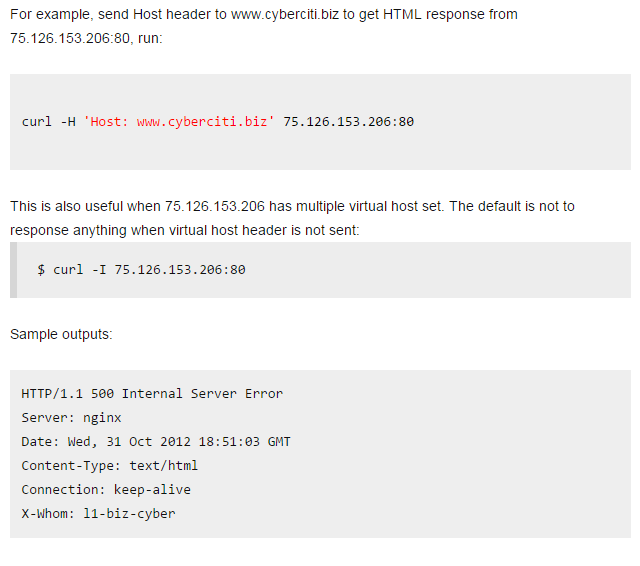 For example, send Host header to www.cyberciti.biz to get HTML response from
75.126.153.206:80, run:
curl -H 'Host: www.cyberciti.biz' 75.126.153.206:80
This is also useful when 75.126.153.206 has multiple virtual host set. The default is not to
response anything when virtual host header is not sent:
$ curl -I 75.126.153.206:80
Sample outputs:
HTTP/1.1 500 Internal Server Error
Server: nginx
Date: Wed, 31 Oct 2012 18:51:03 GMT
Content-Type: text/html
Connection: keep-alive
X-Whom: l1-biz-cyber